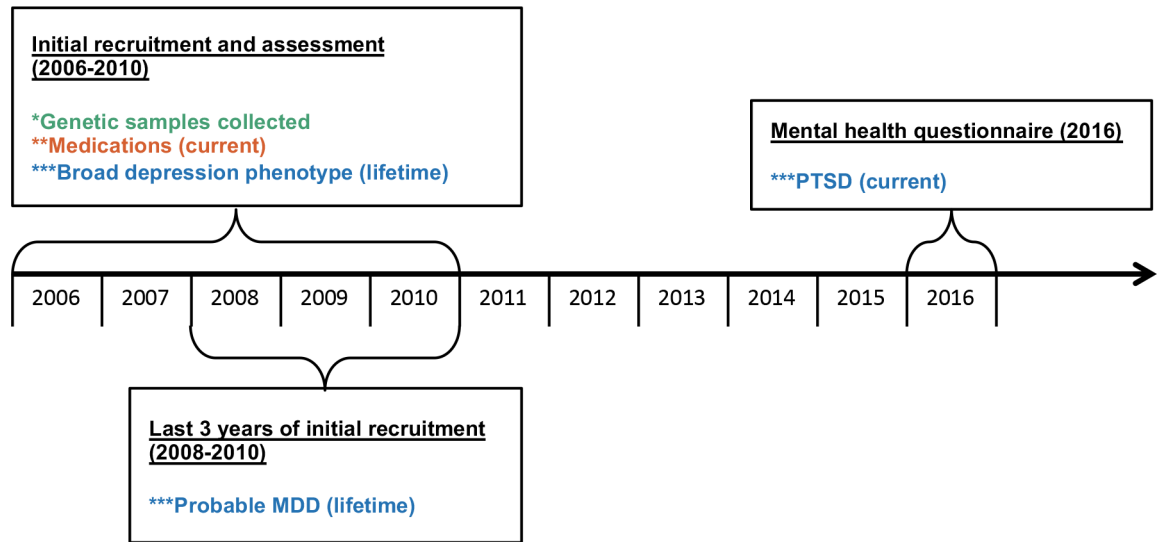 Initial recruitment and assessment
(2006-2010)
*Genetic samples collected
**Medications (current)
***Broad depression phenotype (lifetime)
Mental health questionnaire (2016)
***PTSD (current)
2006 2007 2008 2009 2010 2011 2012 2013 2014 2015 2016
Last 3 years of initial recruitment
(2008-2010)
***Probable MDD (lifetime)